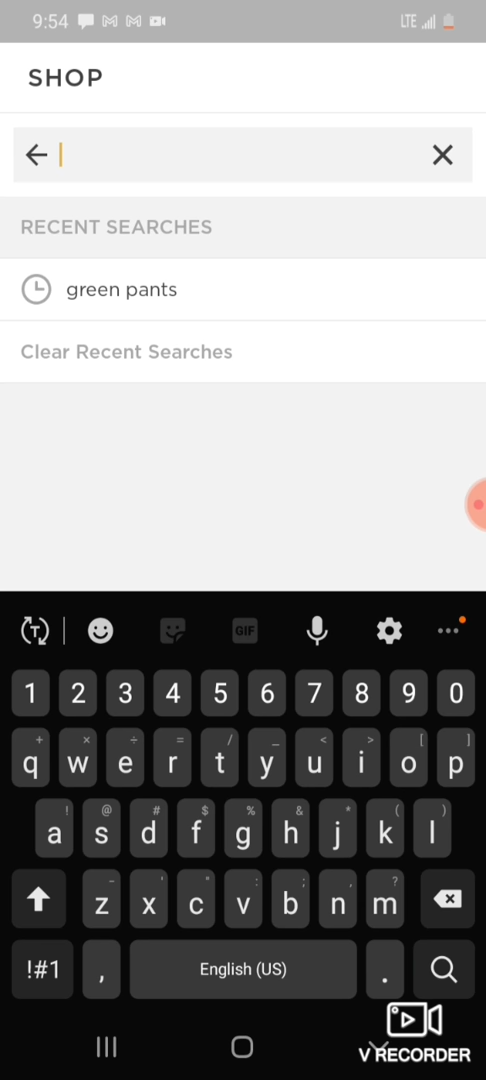 9:54 LTE
SHOP
RECENT SEARCHES
green pants
Clear Recent Searches
T GIF
1 2 3 4 5 6 7 8 9 0
+ × ÷ = / _ < > [ ]
q w e r t y u i o p
! @ # $ % & * ( )
a s d f g h j k l
- ' " : ; , ?
z x c v b n m
!#1 , English (US) .
V RECORDER